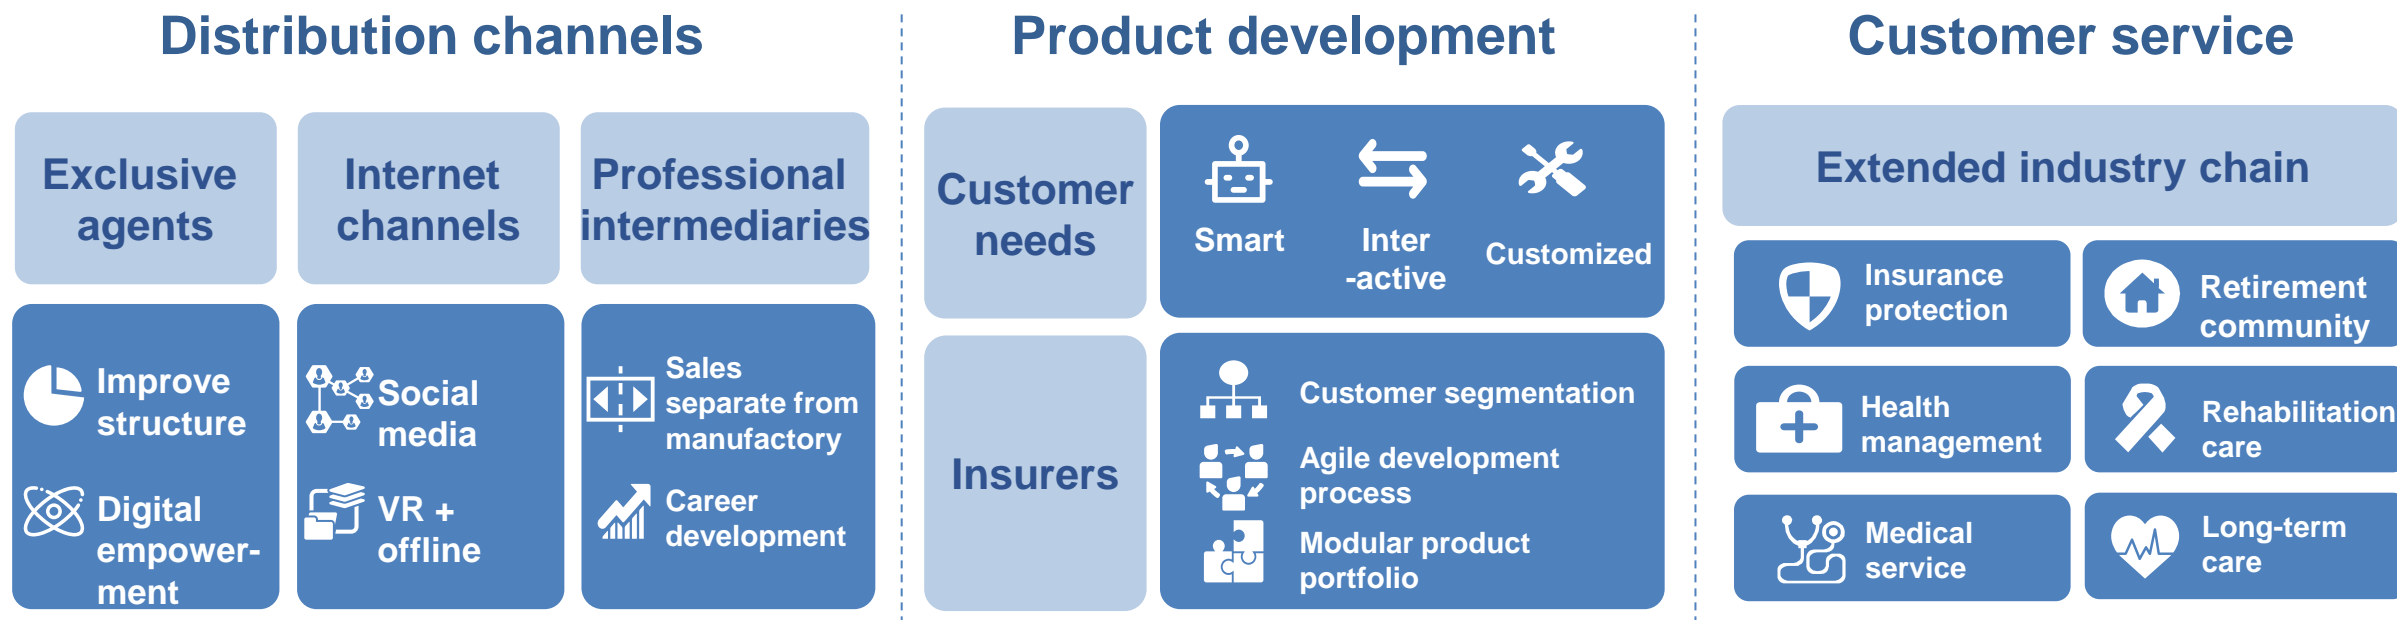 Distribution channels
Exclusive
agents
Internet
channels
Professional
intermediaries
Improve
structure
Digital
empower-
ment
Social
media
VR +
offline
Sales
separate from
manufactory
Career
development
Product development
Customer
needs
Smart
Inter
-active
Customized
Insurers
Customer segmentation
Agile development
process
Modular product
portfolio
Customer service
Extended industry chain
Insurance
protection
Retirement
community
Health
management
Rehabilitation
care
Medical
service
Long-term
care